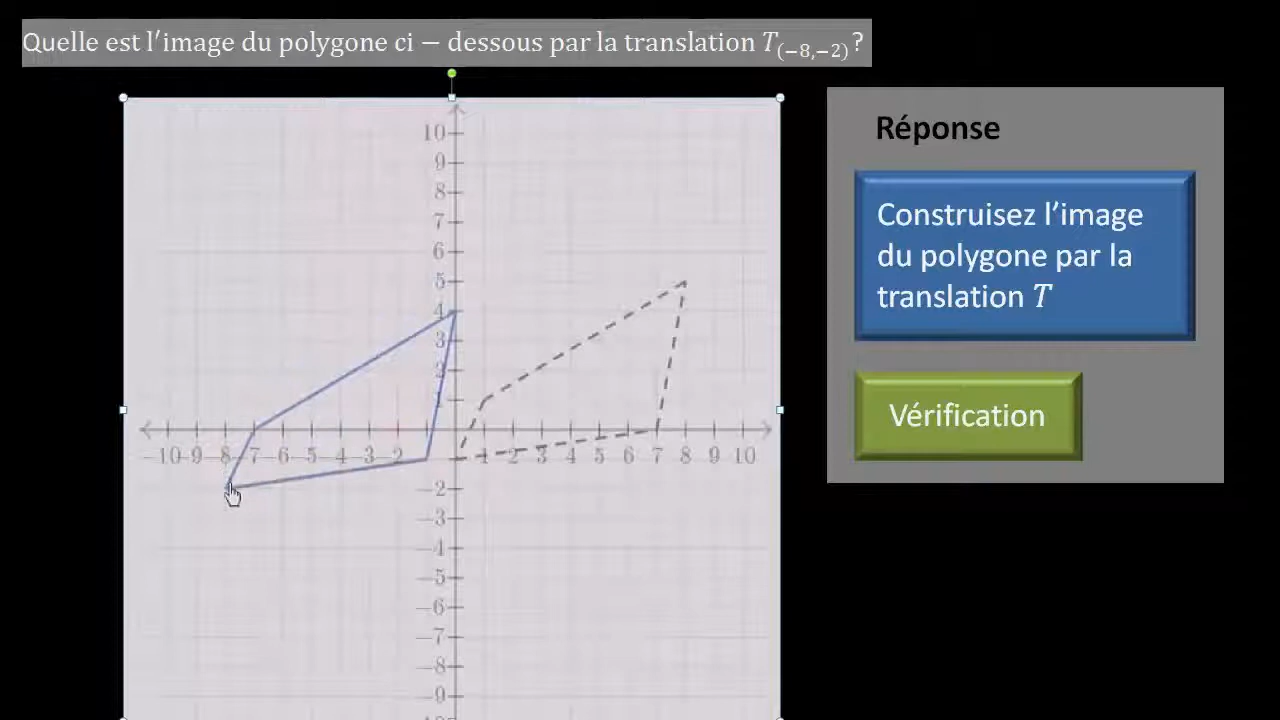 Quelle est l′image du polygone ci − dessous par la translation T₍₋₈,₋₂₎?
10
9
8
7
6
5
4
3
2
1
−10 -9 -8 -7 -6 -5 -4 -3 -2 1 2 3 4 5 6 7 8 9 10
−2
−3
−4
−5
−6
−7
−8
−9
Réponse
Construisez l’image
du polygone par la
translation T
Vérification